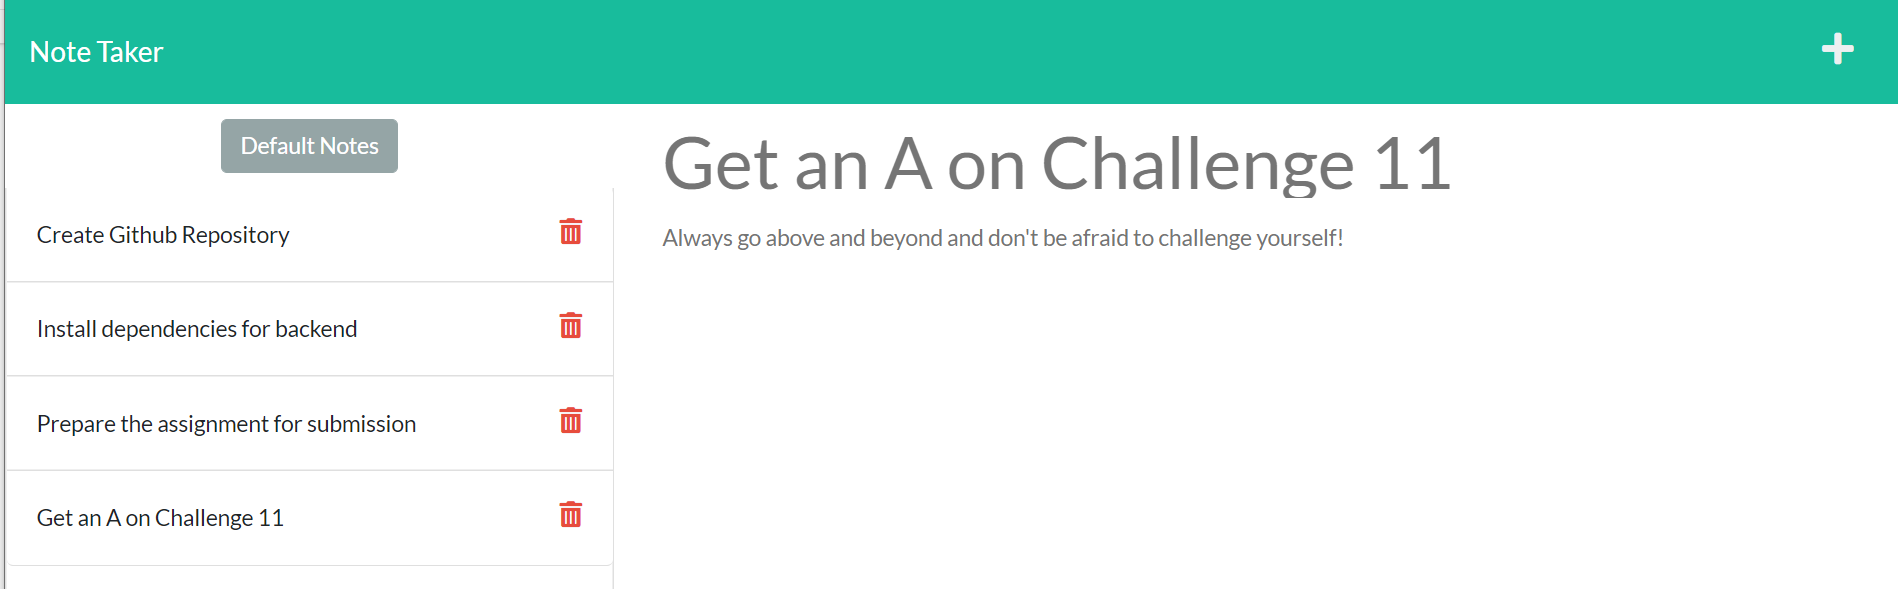 Note Taker
Default Notes
Create Github Repository
Install dependencies for backend
Prepare the assignment for submission
Get an A on Challenge 11
Get an A on Challenge 11
Always go above and beyond and don't be afraid to challenge yourself!